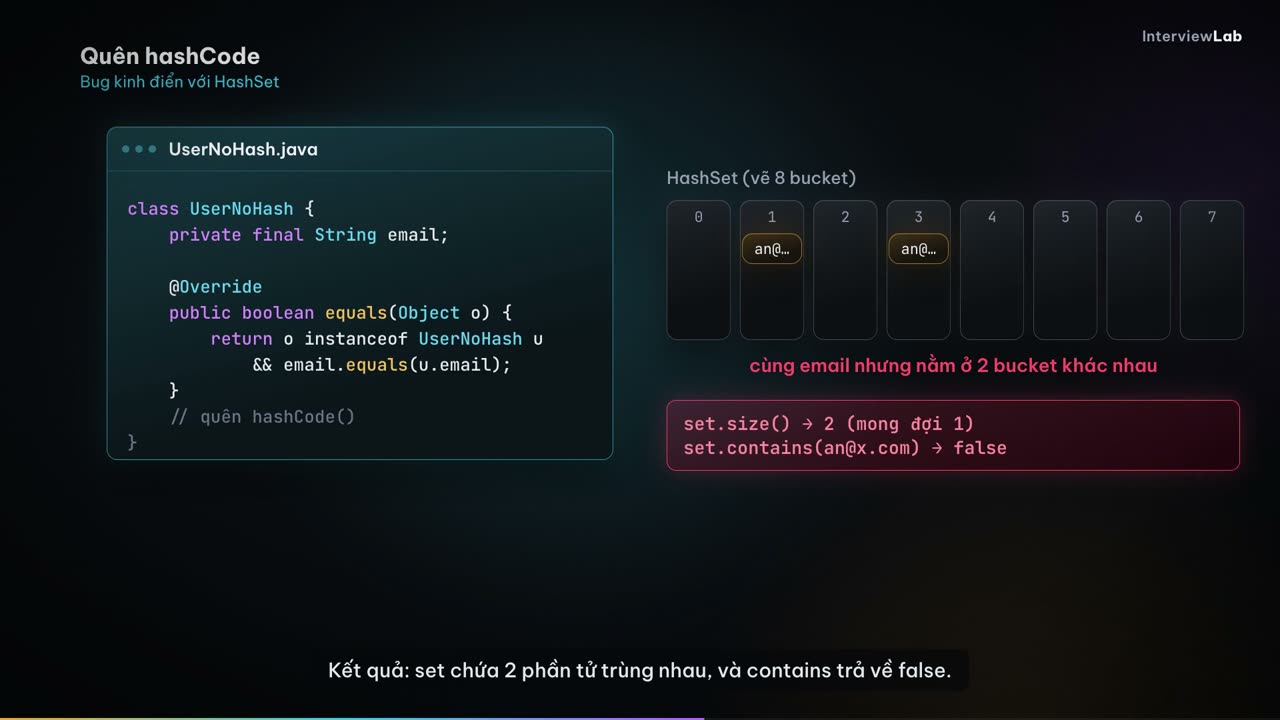 Quên hashCode
Bug kinh điển với HashSet
InterviewLab
UserNoHash.java
class UserNoHash {
    private final String email;

    @Override
    public boolean equals(Object o) {
        return o instanceof UserNoHash u
            && email.equals(u.email);
    }
    // quên hashCode()
}
HashSet (vẽ 8 bucket)
0 1 2 3 4 5 6 7
an@… an@…
cùng email nhưng nằm ở 2 bucket khác nhau
set.size() → 2 (mong đợi 1)
set.contains(an@x.com) → false
Kết quả: set chứa 2 phần tử trùng nhau, và contains trả về false.